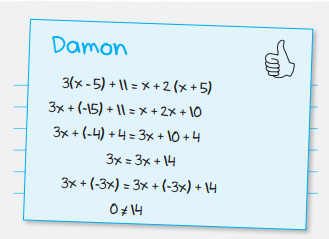 Damon
3(x - 5) + 11 = x + 2 (x + 5)
3x + (-15) + 11 = x + 2x + 10
3x + (-4) + 4 = 3x + 10 + 4
3x = 3x + 14
3x + (-3x) = 3x + (-3x) + 14
0 ≠ 14